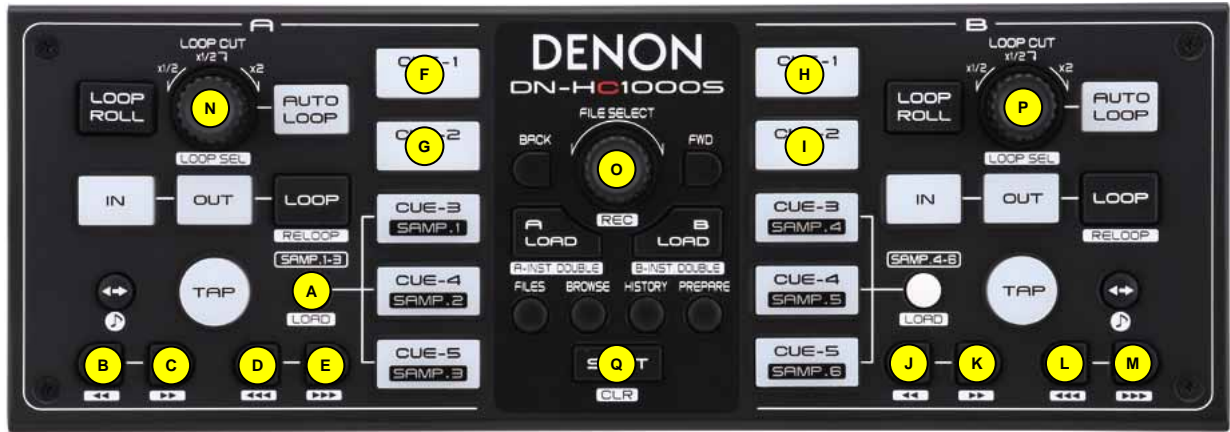 A
B
LOOP CUT
x1/2
x1/2
x2
LOOP ROLL
N
AUTO LOOP
LOOP SEL
IN
OUT
LOOP
RELOOP
SAMP.1-3
TAP
A
LOAD
B
C
D
E
F
-1
G
-2
CUE-3
SAMP.1
CUE-4
SAMP.2
CUE-5
SAMP.3
DENON
DN-HC1000S
FILE SELECT
BACK
O
FWD
REC
A LOAD
B LOAD
A-INST DOUBLE
B-INST DOUBLE
FILES
BROWSE
HISTORY
PREPARE
Q
CLR
H
-1
I
-2
CUE-3
SAMP.4
CUE-4
SAMP.5
CUE-5
SAMP.6
LOOP CUT
x1/2
x1/2
x2
LOOP ROLL
P
AUTO LOOP
LOOP SEL
IN
OUT
LOOP
RELOOP
SAMP.4-6
LOAD
TAP
J
K
L
M